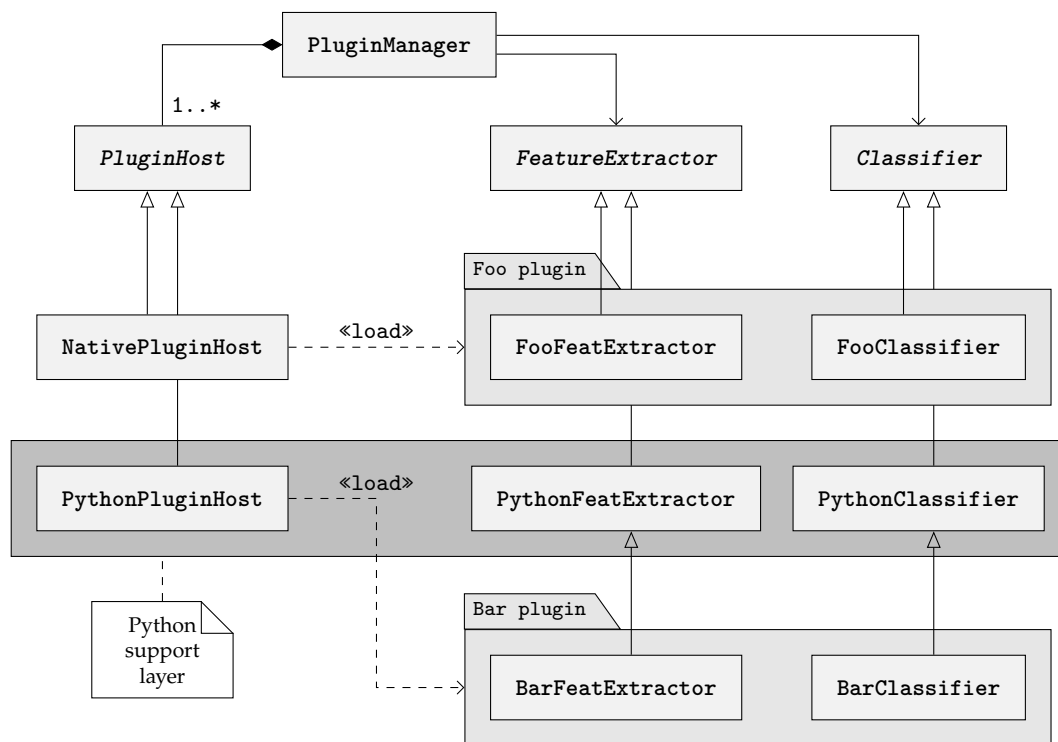 PluginManager
1..*
PluginHost
FeatureExtractor
Classifier
Foo plugin
NativePluginHost
«load»
FooFeatExtractor
FooClassifier
PythonPluginHost
«load»
PythonFeatExtractor
PythonClassifier
Python
support
layer
Bar plugin
BarFeatExtractor
BarClassifier